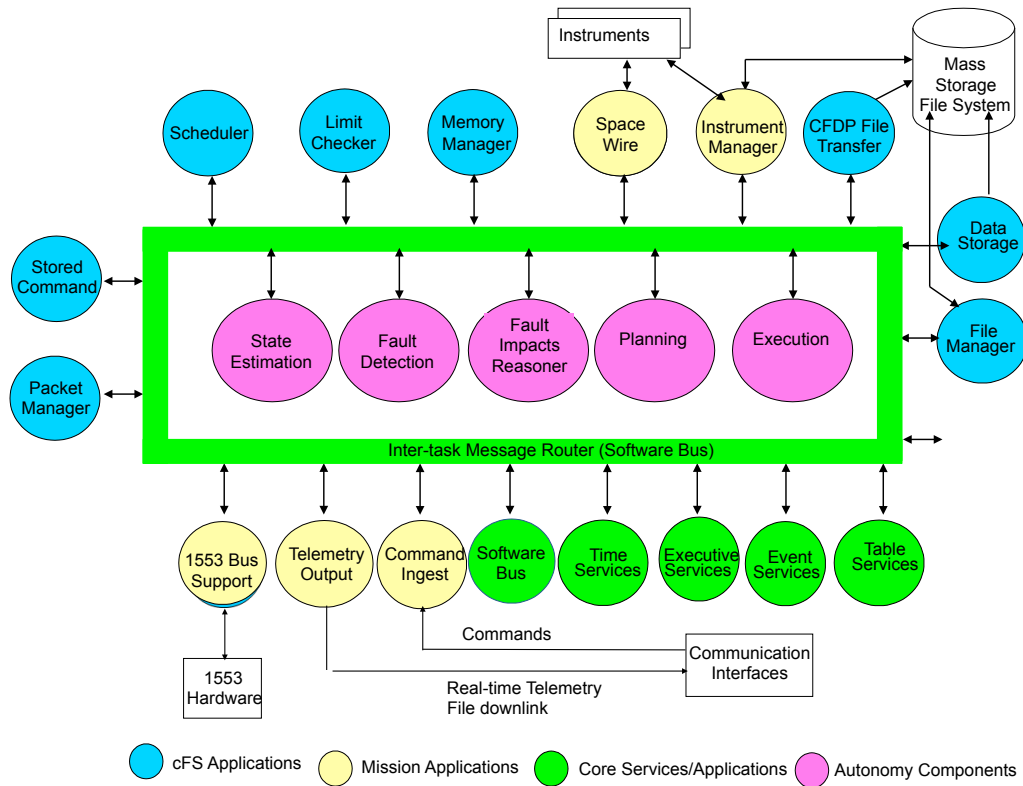 Instruments
Mass
Storage
File System
Scheduler
Limit
Checker
Memory
Manager
Space
Wire
Instrument
Manager
CFDP File
Transfer
Data
Storage
Stored
Command
State
Estimation
Fault
Detection
Fault
Impacts
Reasoner
Planning
Execution
File
Manager
Packet
Manager
Inter-task Message Router (Software Bus)
1553 Bus
Support
Telemetry
Output
Command
Ingest
Software
Bus
Time
Services
Executive
Services
Event
Services
Table
Services
Commands
Communication
Interfaces
1553
Hardware
Real-time Telemetry
File downlink
cFS Applications
Mission Applications
Core Services/Applications
Autonomy Components